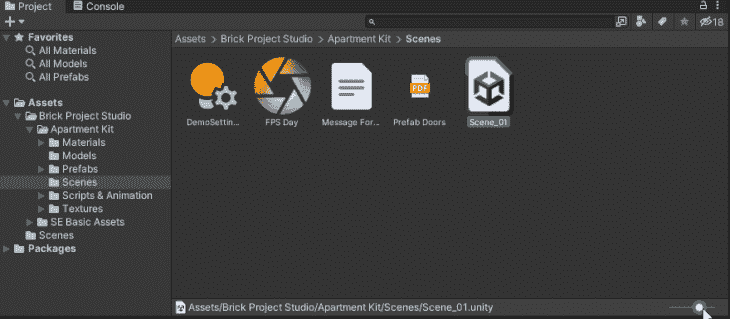 Project Console
18
Favorites
All Materials
All Models
All Prefabs
Assets
Brick Project Studio
Apartment Kit
Materials
Models
Prefabs
Scenes
Scripts & Animation
Textures
SE Basic Assets
Scenes
Packages
Assets > Brick Project Studio > Apartment Kit > Scenes
DemoSettin... FPS Day Message For... Prefab Doors Scene_01
PDF
Assets/Brick Project Studio/Apartment Kit/Scenes/Scene_01.unity